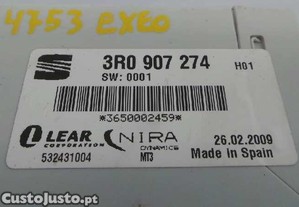 4753 EXEO
3R0 907 274 H01
SW: 0001
*3650002459*
LEAR CORPORATION
NIRA DYNAMICS
26.02.2009
532431004
MT3
Made in Spain
CustoJusto.pt